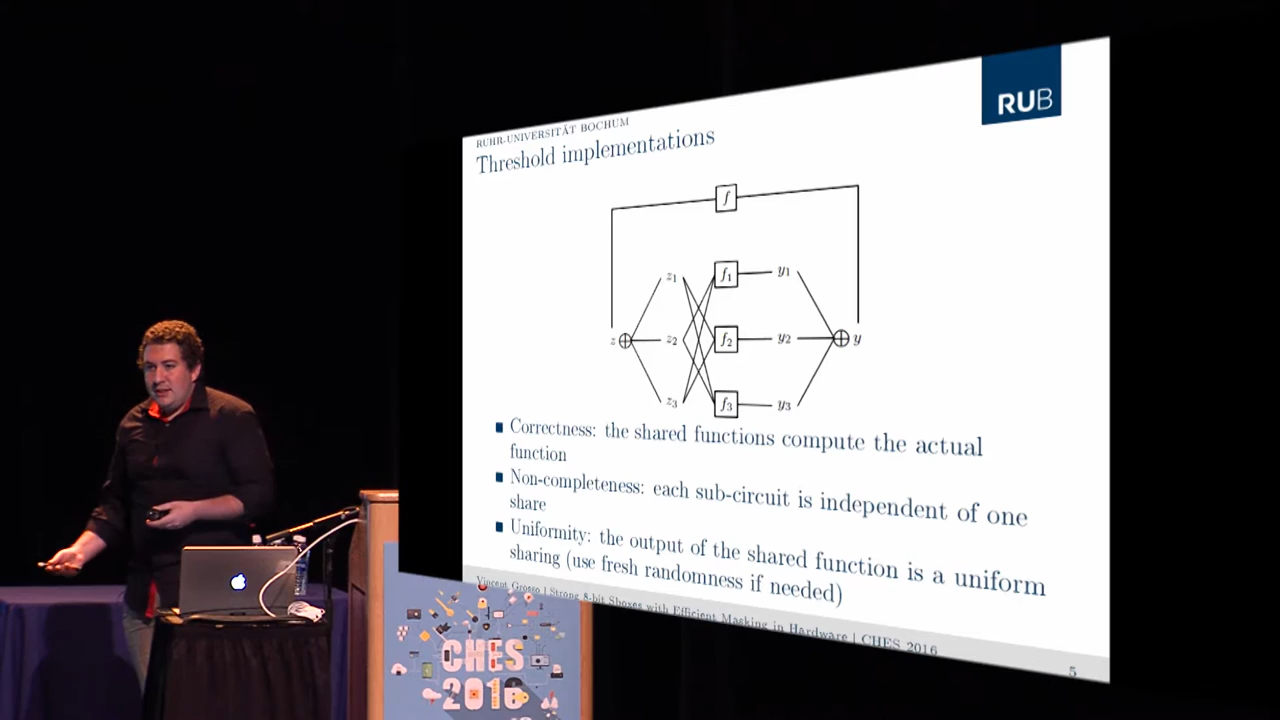 RUB
RUHR-UNIVERSITÄT BOCHUM
Threshold implementations
f
z1 f1 y1
z f2 y
z2 y2
z3 f3 y3
■ Correctness: the shared functions compute the actual
function
■ Non-completeness: each sub-circuit is independent of one
share
■ Uniformity: the output of the shared function is a uniform
sharing (use fresh randomness if needed)
Vincent Grosso | Strong 8-bit Sboxes with Efficient Masking in Hardware | CHES 2016
5
CHES
2016